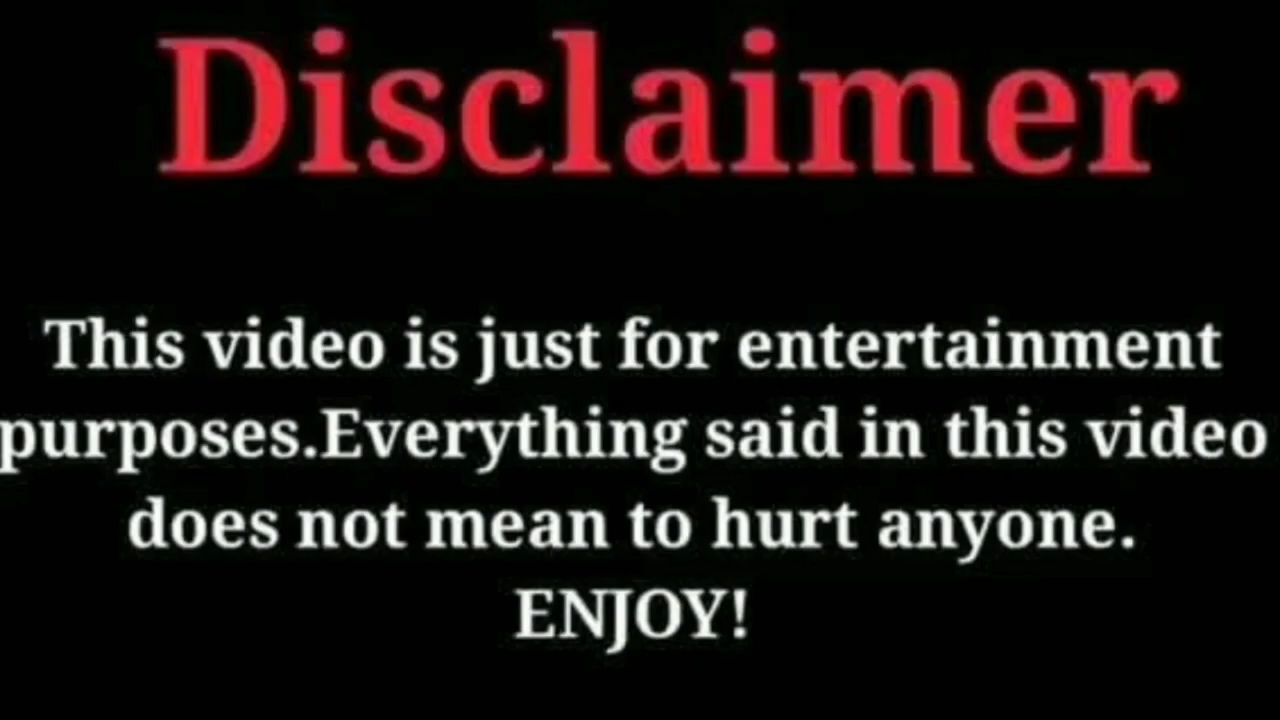 Disclaimer
This video is just for entertainment
purposes.Everything said in this video
does not mean to hurt anyone.
ENJOY!